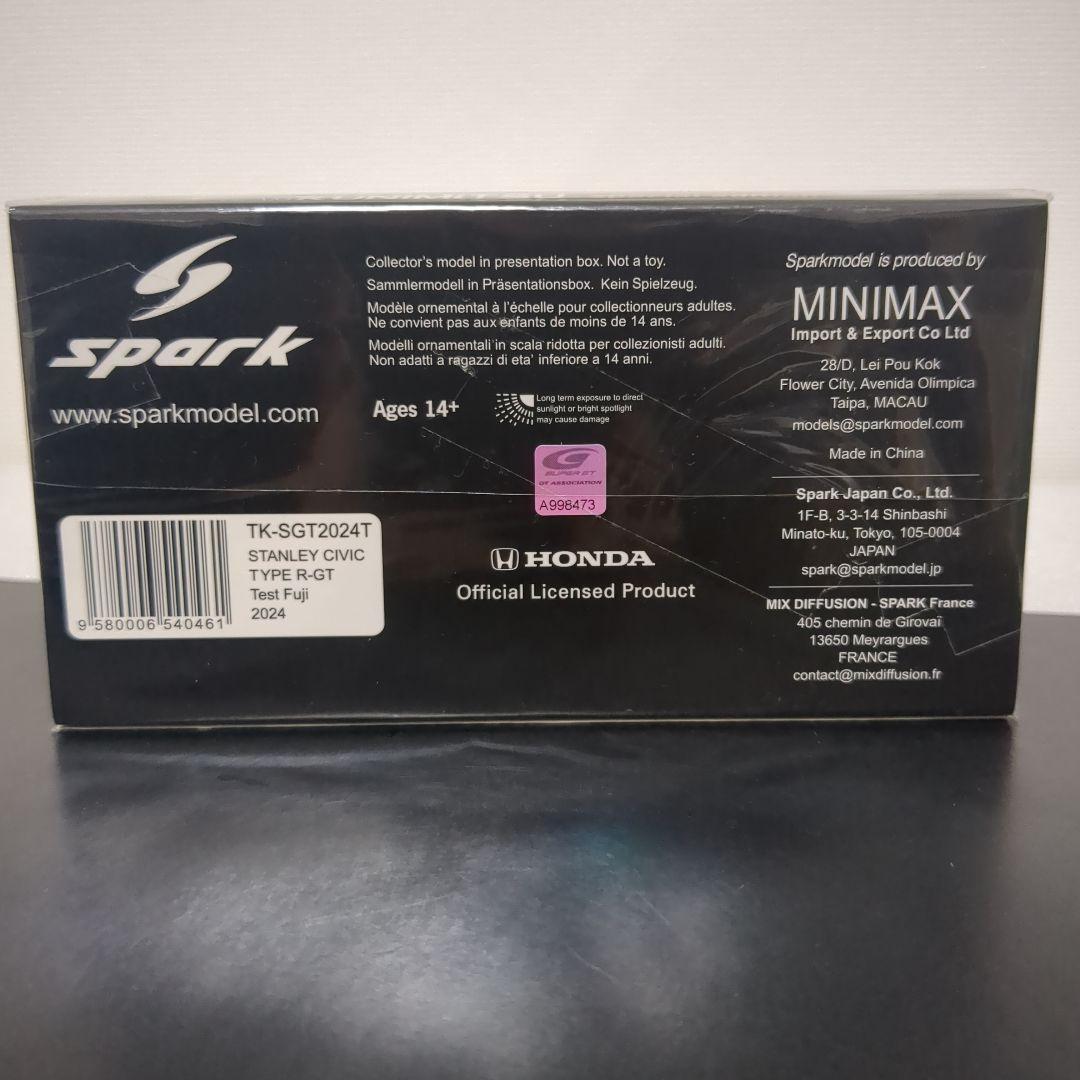 spark
www.sparkmodel.com
Collector's model in presentation box. Not a toy.
Sammlermodell in Präsentationsbox. Kein Spielzeug.
Modèle ornemental à l'échelle pour collectionneurs adultes.
Ne convient pas aux enfants de moins de 14 ans.
Modelli ornamentali in scala ridotta per collezionisti adulti.
Non adatti a ragazzi di eta' inferiore a 14 anni.
Ages 14+
Long term exposure to direct
sunlight or bright spotlight
may cause damage
SUPER GT
GT ASSOCIATION
A998473
HONDA
Official Licensed Product
TK-SGT2024T
STANLEY CIVIC
TYPE R-GT
Test Fuji
2024
9 580006 540461
Sparkmodel is produced by
MINIMAX
Import & Export Co Ltd
28/D, Lei Pou Kok
Flower City, Avenida Olimpica
Taipa, MACAU
models@sparkmodel.com
Made in China
Spark Japan Co., Ltd.
1F-B, 3-3-14 Shinbashi
Minato-ku, Tokyo, 105-0004
JAPAN
spark@sparkmodel.jp
MIX DIFFUSION - SPARK France
405 chemin de Girovaï
13650 Meyrargues
FRANCE
contact@mixdiffusion.fr